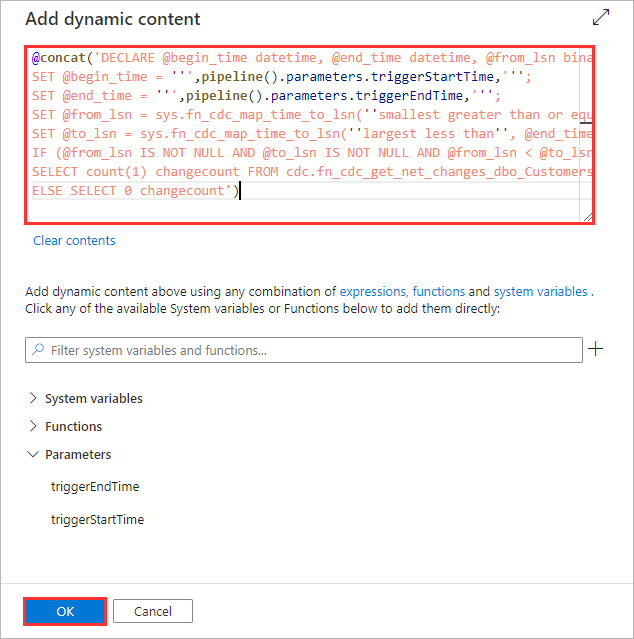 Add dynamic content
@concat('DECLARE @begin_time datetime, @end_time datetime, @from_lsn bina
SET @begin_time = ''',pipeline().parameters.triggerStartTime,''';
SET @end_time = ''',pipeline().parameters.triggerEndTime,''';
SET @from_lsn = sys.fn_cdc_map_time_to_lsn(''smallest greater than or equ
SET @to_lsn = sys.fn_cdc_map_time_to_lsn(''largest less than'', @end_time
IF (@from_lsn IS NOT NULL AND @to_lsn IS NOT NULL AND @from_lsn < @to_lsn
SELECT count(1) changecount FROM cdc.fn_cdc_get_net_changes_dbo_Customers
ELSE SELECT 0 changecount')
Clear contents
Add dynamic content above using any combination of expressions, functions and system variables .
Click any of the available System variables or Functions below to add them directly:
Filter system variables and functions...
System variables
Functions
Parameters
triggerEndTime
triggerStartTime
OK Cancel